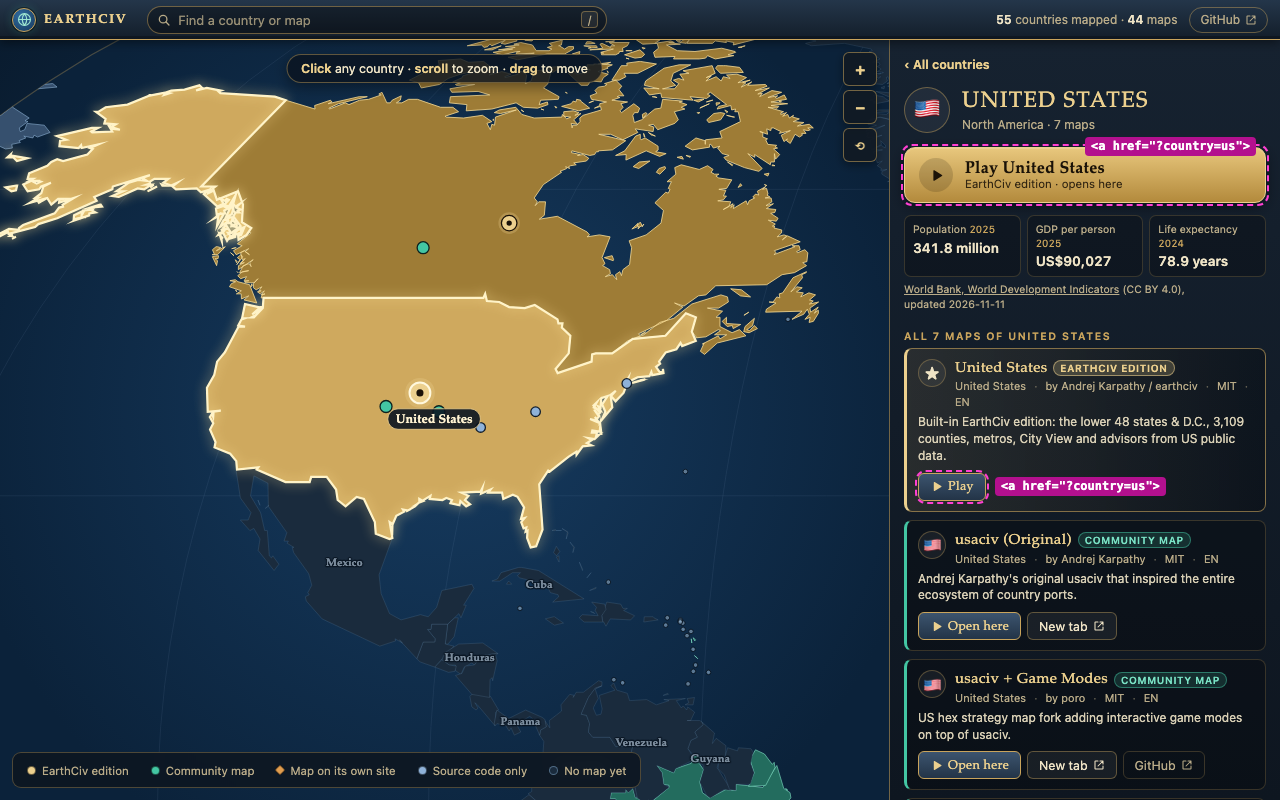 EARTHCIV
Find a country or map
/
55 countries mapped · 44 maps
GitHub
Click any country · scroll to zoom · drag to move
+
−
United States
Mexico
Cuba
Honduras
Panama
Venezuela
Guyana
EarthCiv edition
Community map
Map on its own site
Source code only
No map yet
‹ All countries
UNITED STATES
North America · 7 maps
<a href="?country=us">
Play United States
EarthCiv edition · opens here
Population 2025
341.8 million
GDP per person
2025
US$90,027
Life expectancy
2024
78.9 years
World Bank, World Development Indicators (CC BY 4.0),
updated 2026-11-11
ALL 7 MAPS OF UNITED STATES
United States EARTHCIV EDITION
United States · by Andrej Karpathy / earthciv · MIT ·
EN
Built-in EarthCiv edition: the lower 48 states & D.C., 3,109
counties, metros, City View and advisors from US public
data.
Play
<a href="?country=us">
usaciv (Original) COMMUNITY MAP
United States · by Andrej Karpathy · MIT · EN
Andrej Karpathy's original usaciv that inspired the entire
ecosystem of country ports.
Open here
New tab
usaciv + Game Modes COMMUNITY MAP
United States · by poro · MIT · EN
US hex strategy map fork adding interactive game modes
on top of usaciv.
Open here
New tab
GitHub